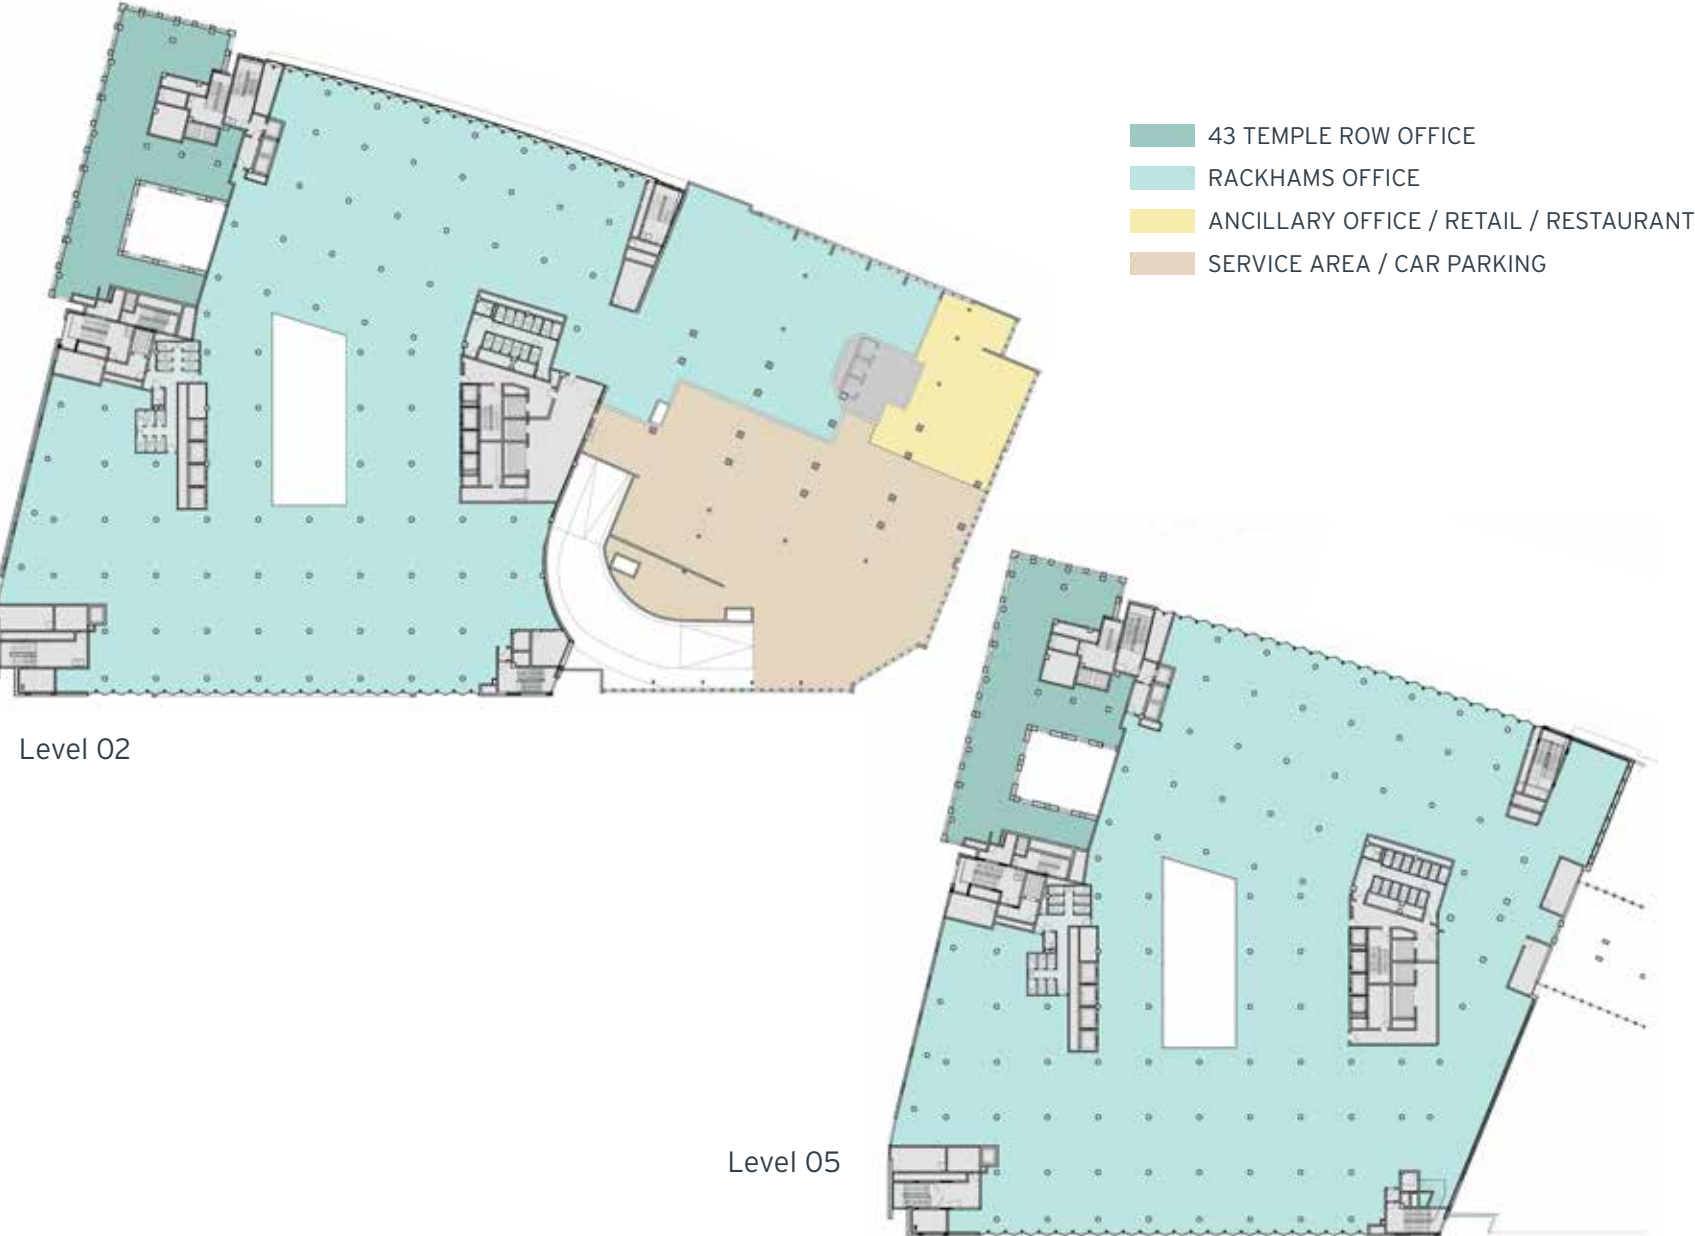 43 TEMPLE ROW OFFICE
RACKHAMS OFFICE
ANCILLARY OFFICE / RETAIL / RESTAURANT
SERVICE AREA / CAR PARKING
Level 02
Level 05